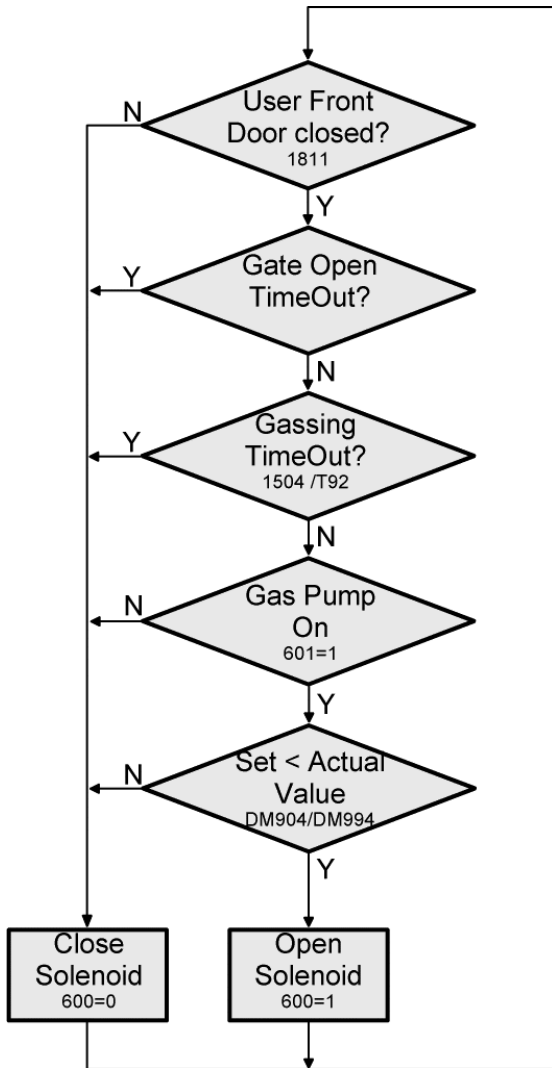 User Front
Door closed?
1811
N
Y
Gate Open
TimeOut?
Y
N
Gassing
TimeOut?
1504 /T92
Y
N
Gas Pump
On
601=1
N
Y
Set < Actual
Value
DM904/DM994
N
Y
Close
Solenoid
600=0
Open
Solenoid
600=1